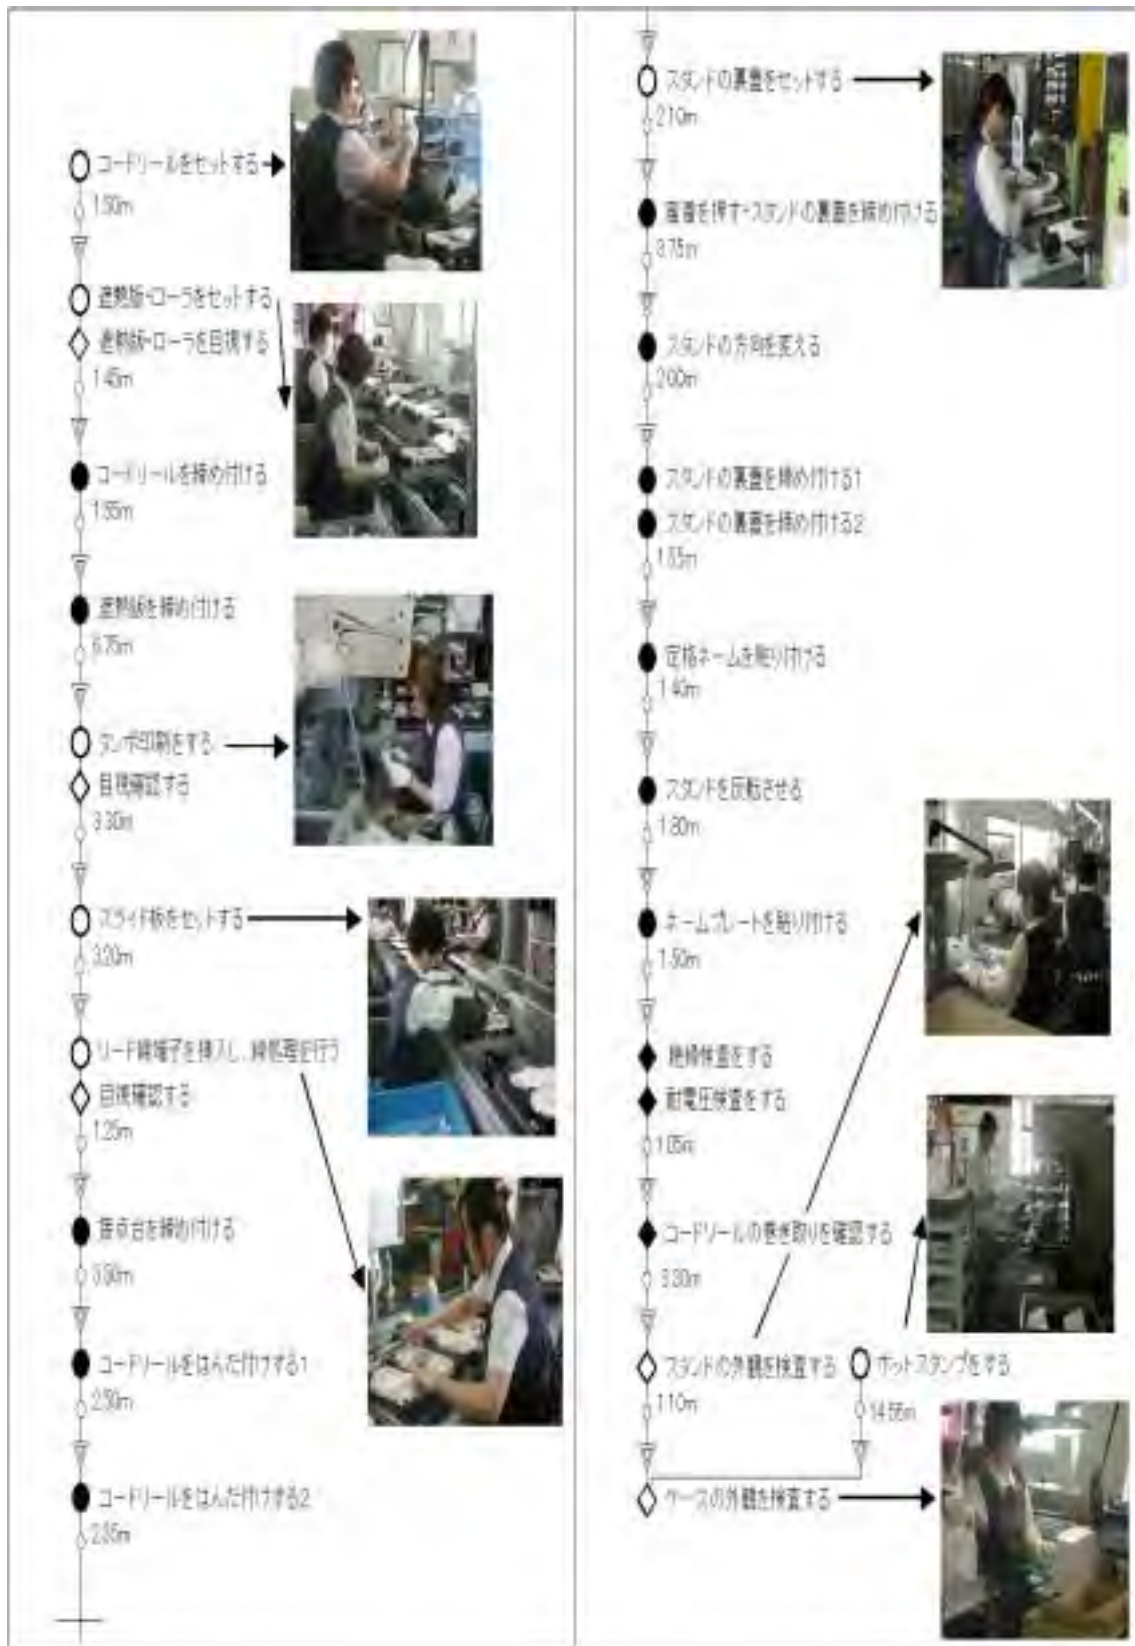 コードリールをセットする
1.50m
遮熱版・ローラをセットする
遮熱版・ローラを目視する
1.45m
コードリールを締め付ける
1.35m
遮熱版を締め付ける
6.75m
タンポ印刷をする
目視確認する
3.30m
スライド板をセットする
3.20m
リード線端子を挿入し、線処理を行う
目視確認する
1.25m
接点台を締め付ける
コードリールをはんだ付けする1
2.50m
コードリールをはんだ付けする2
2.35m
スタンドの裏蓋をセットする
2.10m
を押す・スタンドの裏蓋を締め付ける
3.75m
スタンドの方向を変える
2.00m
スタンドの裏蓋を締め付ける1
スタンドの裏蓋を締め付ける2
定格ネームを貼り付ける
1.40m
スタンドを反転させる
1.80m
ネームプレートを貼り付ける
1.50m
絶縁検査をする
耐電圧検査をする
1.05m
コードリールの巻き取りを確認する
スタンドの外観を検査する
ホットスタンプをする
1.10m
14.55m
ケースの外観を検査する